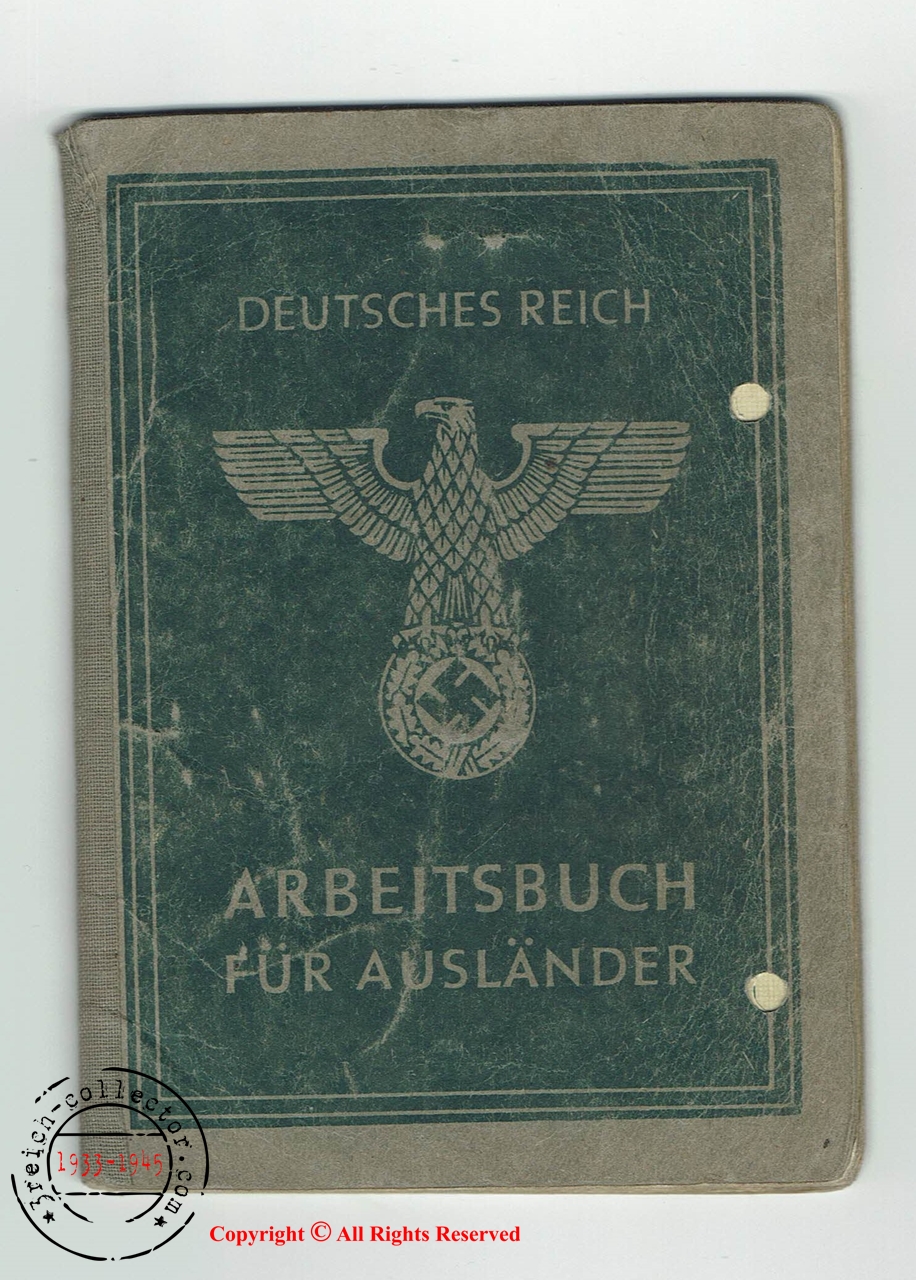 DEUTSCHES REICH
ARBEITSBUCH
FÜR AUSLÄNDER
3reich-collector.com
1933-1945
Copyright © All Rights Reserved